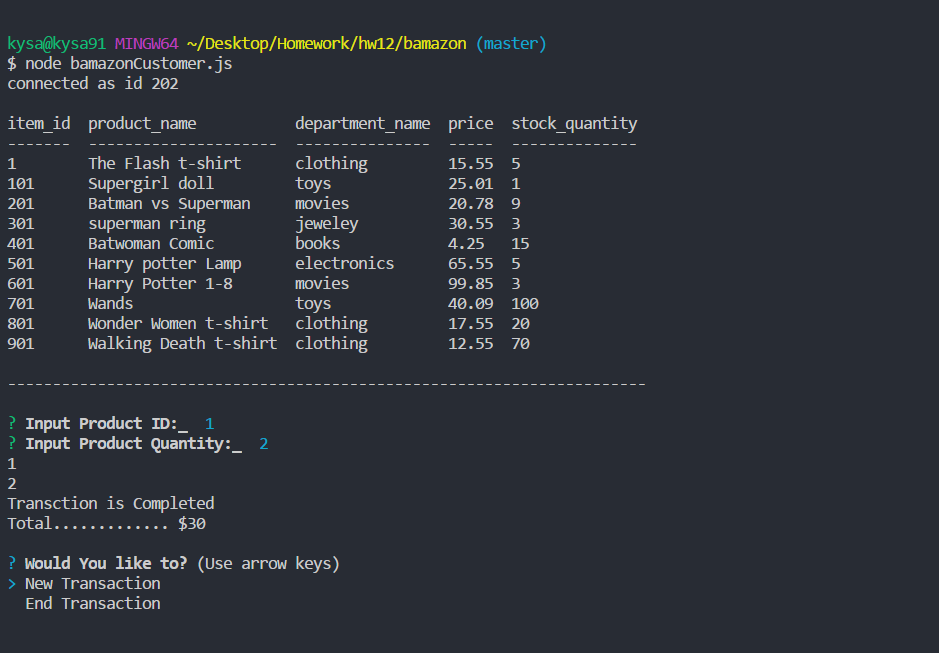 kysa@kysa91 MINGW64 ~/Desktop/Homework/hw12/bamazon (master)
$ node bamazonCustomer.js
connected as id 202
item_id  product_name           department_name  price  stock_quantity
-------  ---------------------  ---------------  -----  --------------
1        The Flash t-shirt      clothing         15.55  5
101      Supergirl doll         toys             25.01  1
201      Batman vs Superman     movies           20.78  9
301      superman ring          jeweley          30.55  3
401      Batwoman Comic         books            4.25   15
501      Harry potter Lamp      electronics      65.55  5
601      Harry Potter 1-8       movies           99.85  3
701      Wands                  toys             40.09  100
801      Wonder Women t-shirt   clothing         17.55  20
901      Walking Death t-shirt  clothing         12.55  70
-----------------------------------------------------------------------
? Input Product ID:_  1
? Input Product Quantity:_  2
1
2
Transction is Completed
Total............. $30
? Would You like to? (Use arrow keys)
> New Transaction
  End Transaction